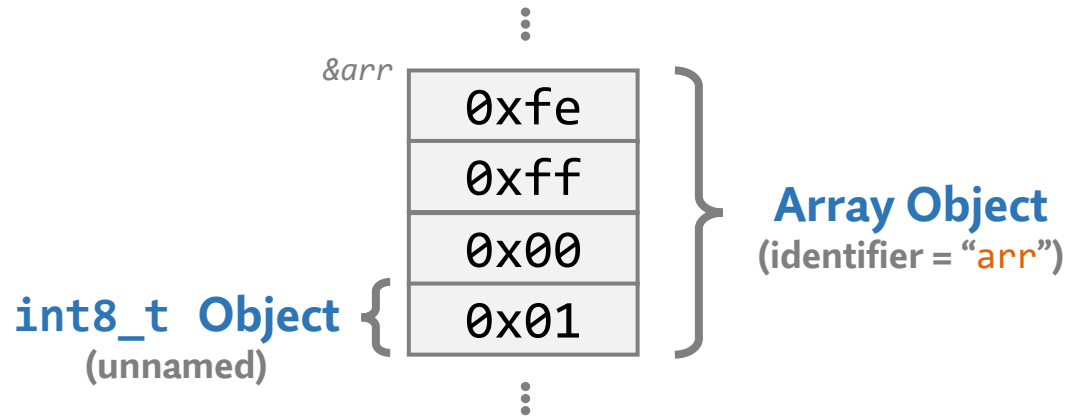 &arr
0xfe
0xff
0x00
0x01
Array Object
(identifier = “arr”)
int8_t Object
(unnamed)